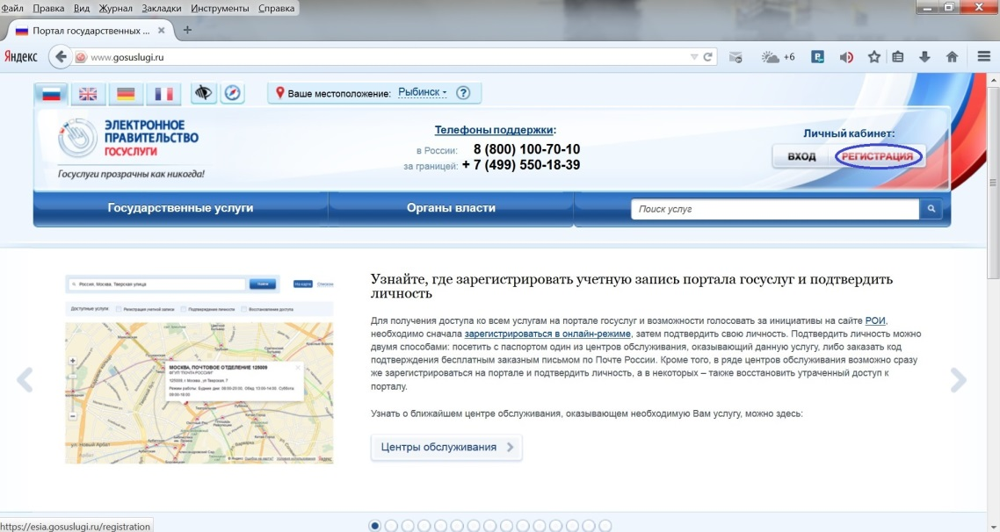 Файл Правка Вид Журнал Закладки Инструменты Справка
Портал государственных ...
Яндекс www.gosuslugi.ru +6
Ваше местоположение: Рыбинск ?
ЭЛЕКТРОННОЕ
ПРАВИТЕЛЬСТВО
ГОСУСЛУГИ
Госуслуги прозрачны как никогда!
Телефоны поддержки:
в России: 8 (800) 100-70-10
за границей: + 7 (499) 550-18-39
Личный кабинет:
ВХОД РЕГИСТРАЦИЯ
Государственные услуги Органы власти Поиск услуг
Россия, Москва, Тверская улица Найти На карте Списком
Доступные услуги Регистрация учетной записи Подтверждение личности Восстановление доступа
МОСКВА, ПОЧТОВОЕ ОТДЕЛЕНИЕ 125009
ФГУП "ПОЧТА РОССИИ"
125009, г Москва, ул Тверская, 7
Режим работы: Будние дни: 08:00-20:00, Обед: 13:00-14:00, Суббота:
09:00-18:00
ул. Новый Арбат
Арбат
Узнайте, где зарегистрировать учетную запись портала госуслуг и подтвердить
личность
Для получения доступа ко всем услугам на портале госуслуг и возможности голосовать за инициативы на сайте РОИ,
необходимо сначала зарегистрироваться в онлайн-режиме, затем подтвердить свою личность. Подтвердить личность можно
двумя способами: посетить с паспортом один из центров обслуживания, оказывающий данную услугу, либо заказать код
подтверждения бесплатным заказным письмом по Почте России. Кроме того, в ряде центров обслуживания возможно сразу
же зарегистрироваться на портале и подтвердить личность, а в некоторых – также восстановить утраченный доступ к
порталу.
Узнать о ближайшем центре обслуживания, оказывающем необходимую Вам услугу, можно здесь:
Центры обслуживания
https://esia.gosuslugi.ru/registration